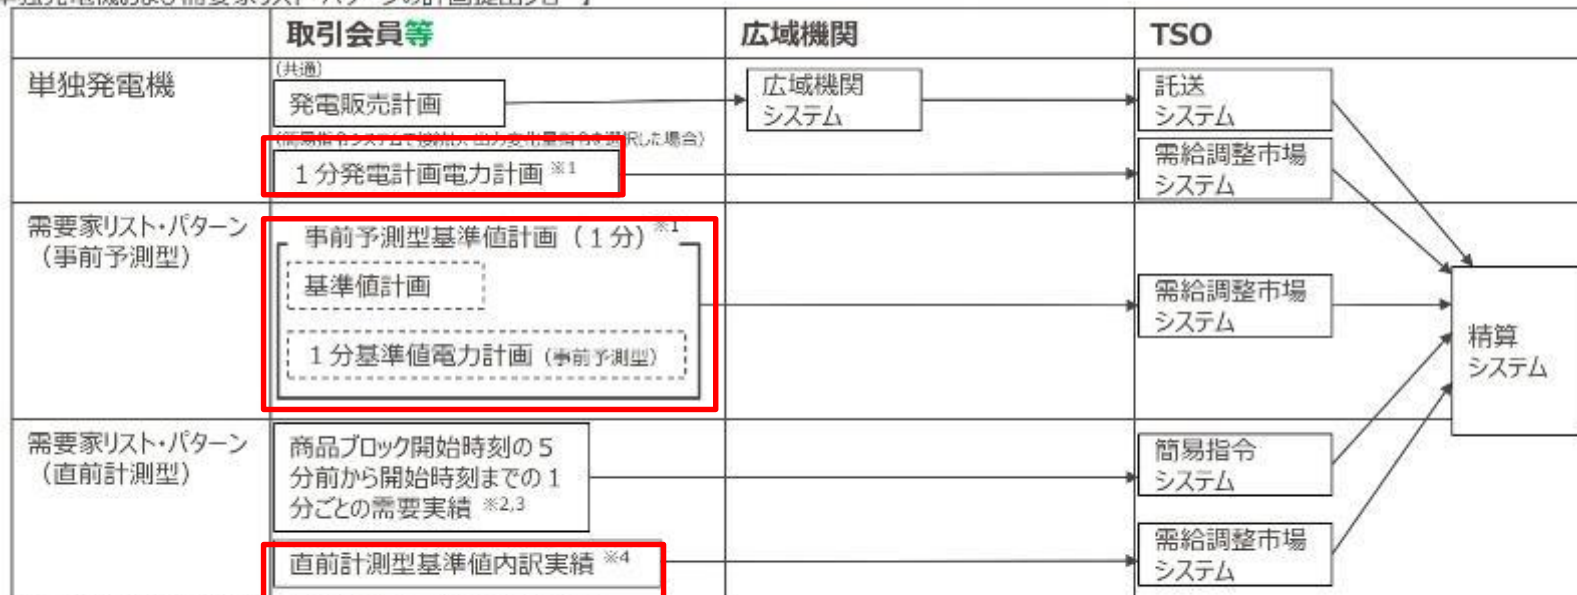 取引会員等
広域機関
TSO
単独発電機
(共通)
発電販売計画
広域機関
システム
託送
システム
１分発電計画電力計画 ※1
需給調整市場
システム
需要家リスト・パターン
（事前予測型）
事前予測型基準値計画（１分）※1
基準値計画
１分基準値電力計画（事前予測型）
需給調整市場
システム
精算
システム
需要家リスト・パターン
（直前計測型）
商品ブロック開始時刻の５
分前から開始時刻までの１
分ごとの需要実績 ※2,3
簡易指令
システム
直前計測型基準値内訳実績 ※4
需給調整市場
システム